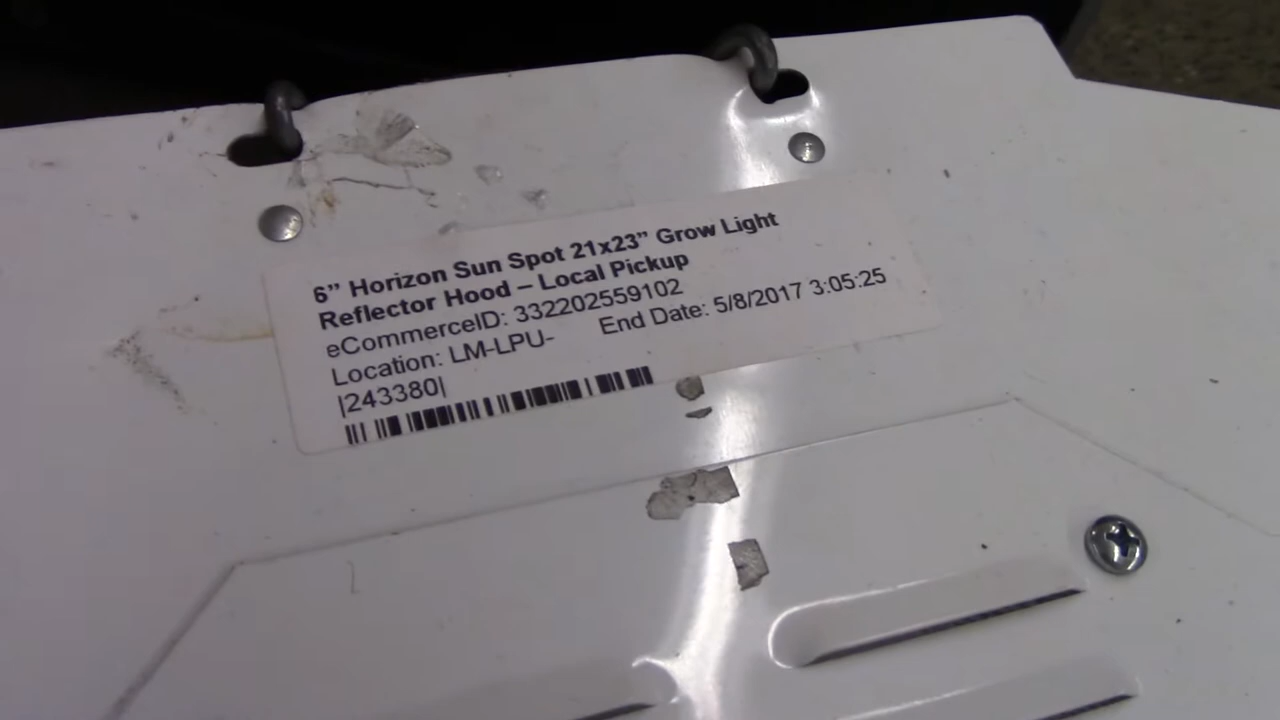 6” Horizon Sun Spot 21x23” Grow Light
Reflector Hood – Local Pickup
eCommerceID: 332202559102
Location: LM-LPU- End Date: 5/8/2017 3:05:25
|243380|